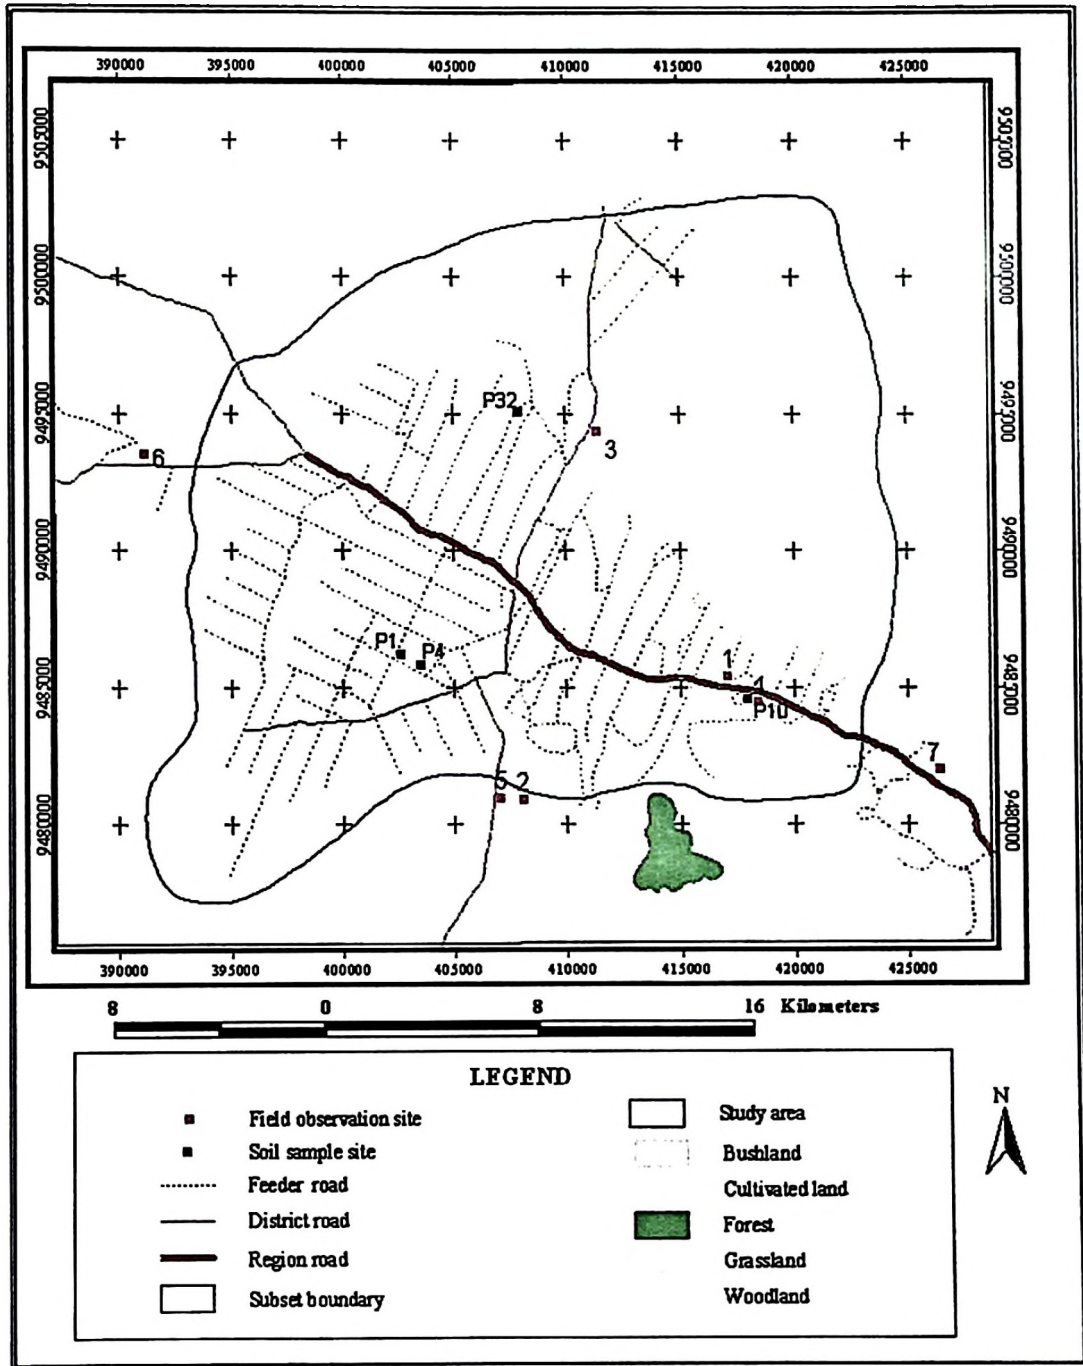 390000 395000 400000 405000 410000 415000 420000 425000
9505000 9505000
9500000 9500000
9495000 9495000
9490000 9490000
9485000 9485000
9480000 9480000
P32
3
6
P1 P4
1
1
P10
7
5 2
390000 395000 400000 405000 410000 415000 420000 425000
8 0 8 16 Kilometers
LEGEND
N
Field observation site
Soil sample site
Feeder road
District road
Region road
Subset boundary
Study area
Bushland
Cultivated land
Forest
Grassland
Woodland